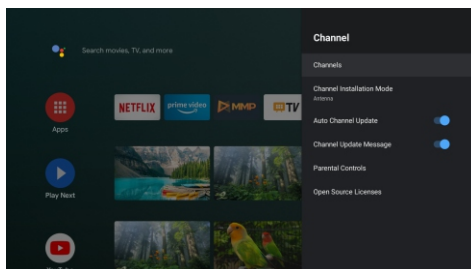 Search movies, TV, and more
Apps
NETFLIX
prime video
MMP
TV
Play Next
Channel
Channels
Channel Installation Mode
Antenna
Auto Channel Update
Channel Update Message
Parental Controls
Open Source Licenses